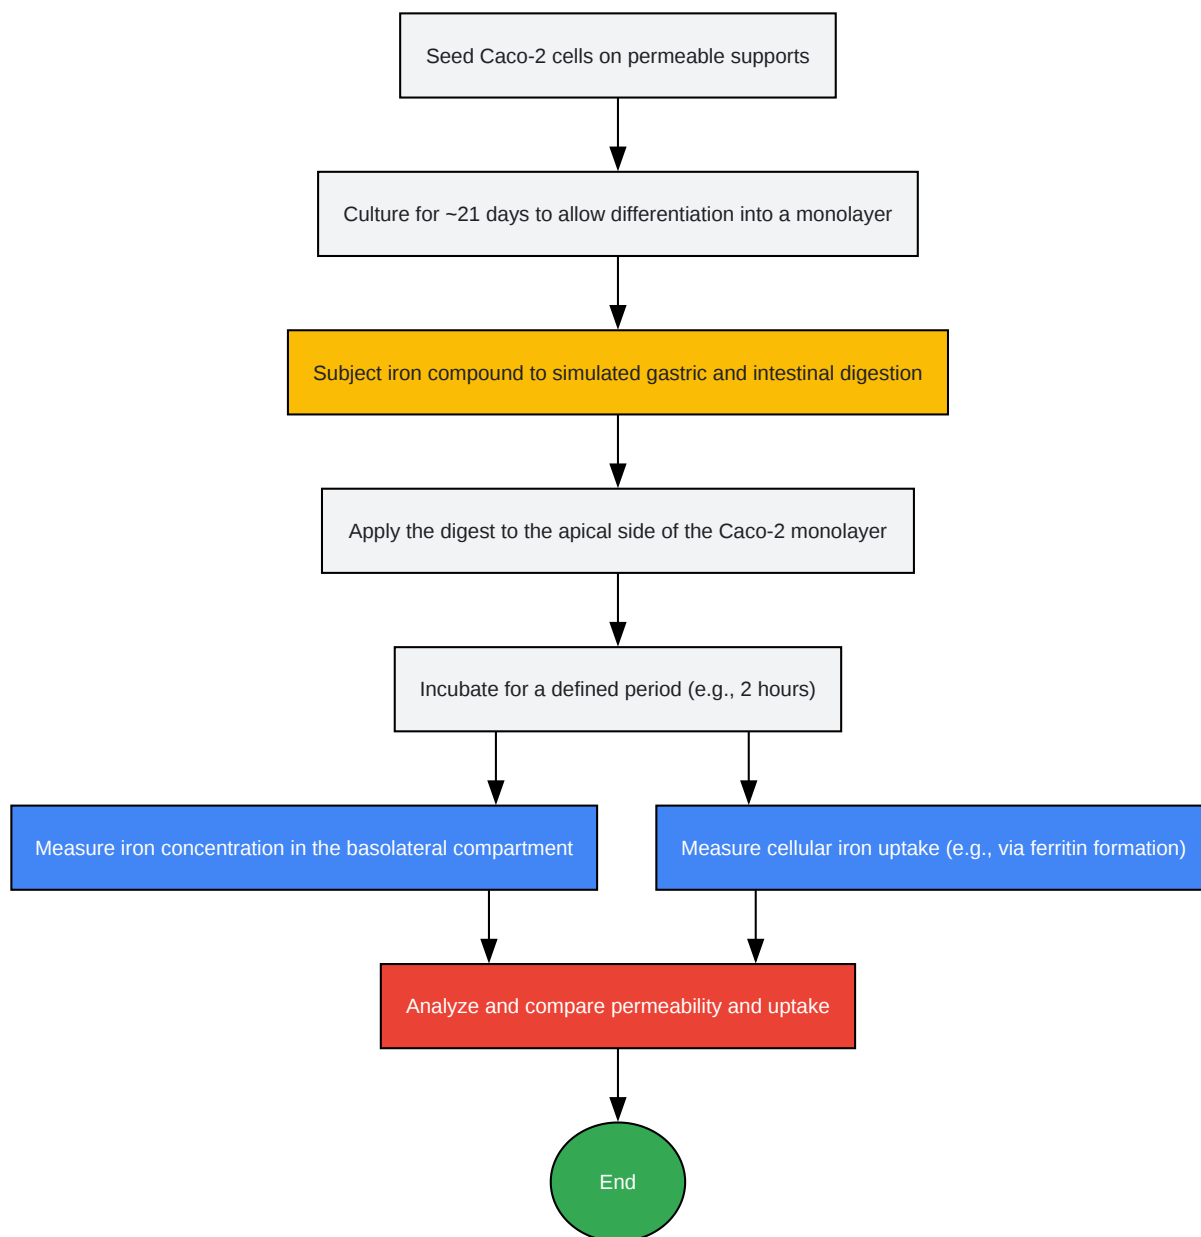 Seed Caco-2 cells on permeable supports
Culture for ~21 days to allow differentiation into a monolayer
Subject iron compound to simulated gastric and intestinal digestion
Apply the digest to the apical side of the Caco-2 monolayer
Incubate for a defined period (e.g., 2 hours)
Measure iron concentration in the basolateral compartment
Measure cellular iron uptake (e.g., via ferritin formation)
Analyze and compare permeability and uptake
End